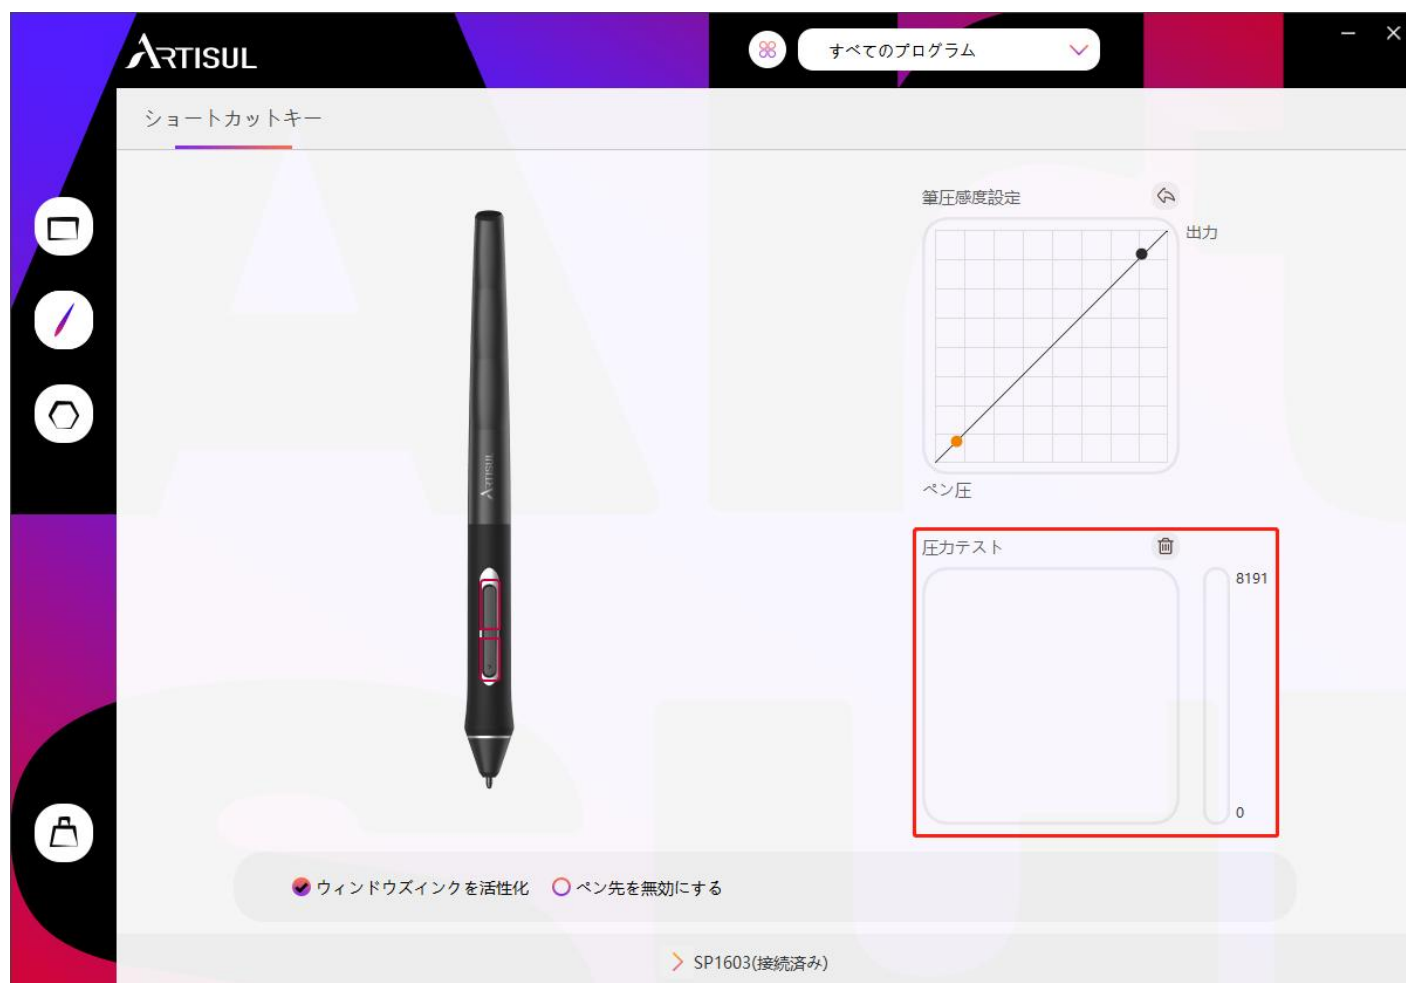 ARTISUL
すべてのプログラム
ショートカットキー
筆圧感度設定
出力
ARTISUL
ペン圧
圧力テスト
8191
0
ウィンドウズインクを活性化
ペン先を無効にする
SP1603(接続済み)